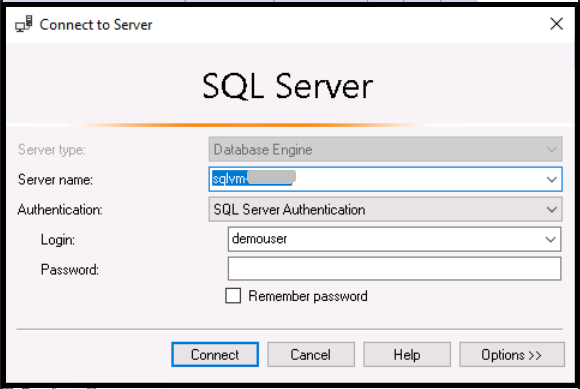 Connect to Server
SQL Server
Server type: Database Engine
Server name: sqlvm-
Authentication: SQL Server Authentication
Login: demouser
Password:
Remember password
Connect Cancel Help Options >>